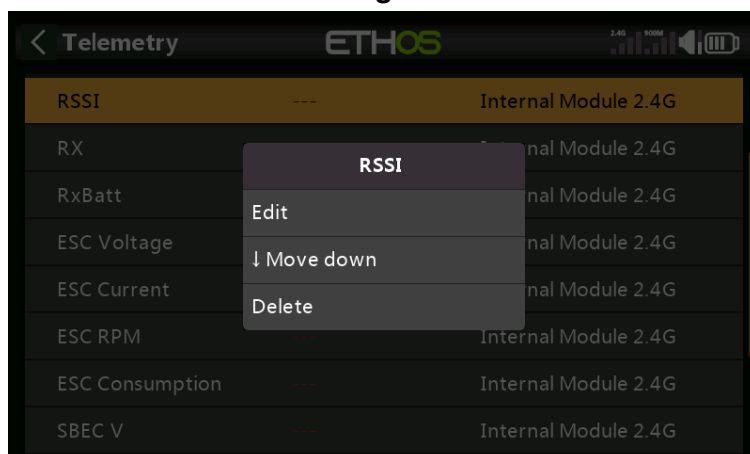 Telemetry ETHOS 2.4G 900M
RSSI --- Internal Module 2.4G
RX nal Module 2.4G
RSSI
RxBatt nal Module 2.4G
Edit
ESC Voltage nal Module 2.4G
↓ Move down
ESC Current nal Module 2.4G
Delete
ESC RPM --- Internal Module 2.4G
ESC Consumption --- Internal Module 2.4G
SBEC V --- Internal Module 2.4G